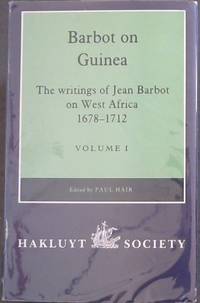 Barbot on
Guinea
The writings of Jean Barbot
on West Africa
1678–1712
VOLUME I
Edited by PAUL HAIR
HAKLUYT SOCIETY